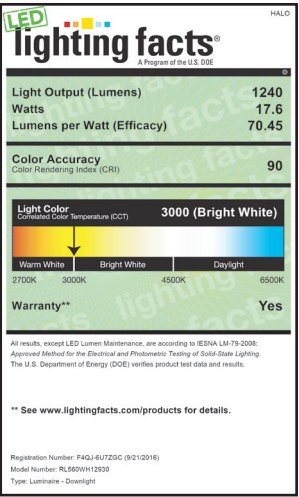 HALO
LED
lighting facts®
A Program of the U.S. DOE
Light Output (Lumens) 1240
Watts 17.6
Lumens per Watt (Efficacy) 70.45
Color Accuracy 90
Color Rendering Index (CRI)
Light Color 3000 (Bright White)
Correlated Color Temperature (CCT)
Warm White Bright White Daylight
2700K 3000K 4500K 6500K
Warranty** Yes
All results, except LED Lumen Maintenance, are according to IESNA LM-79-2008:
Approved Method for the Electrical and Photometric Testing of Solid-State Lighting.
The U.S. Department of Energy (DOE) verifies product test data and results.
** See www.lightingfacts.com/products for details.
Registration Number: F4QJ-6U7ZGC (9/21/2016)
Model Number: RL560WH12930
Type: Luminaire - Downlight